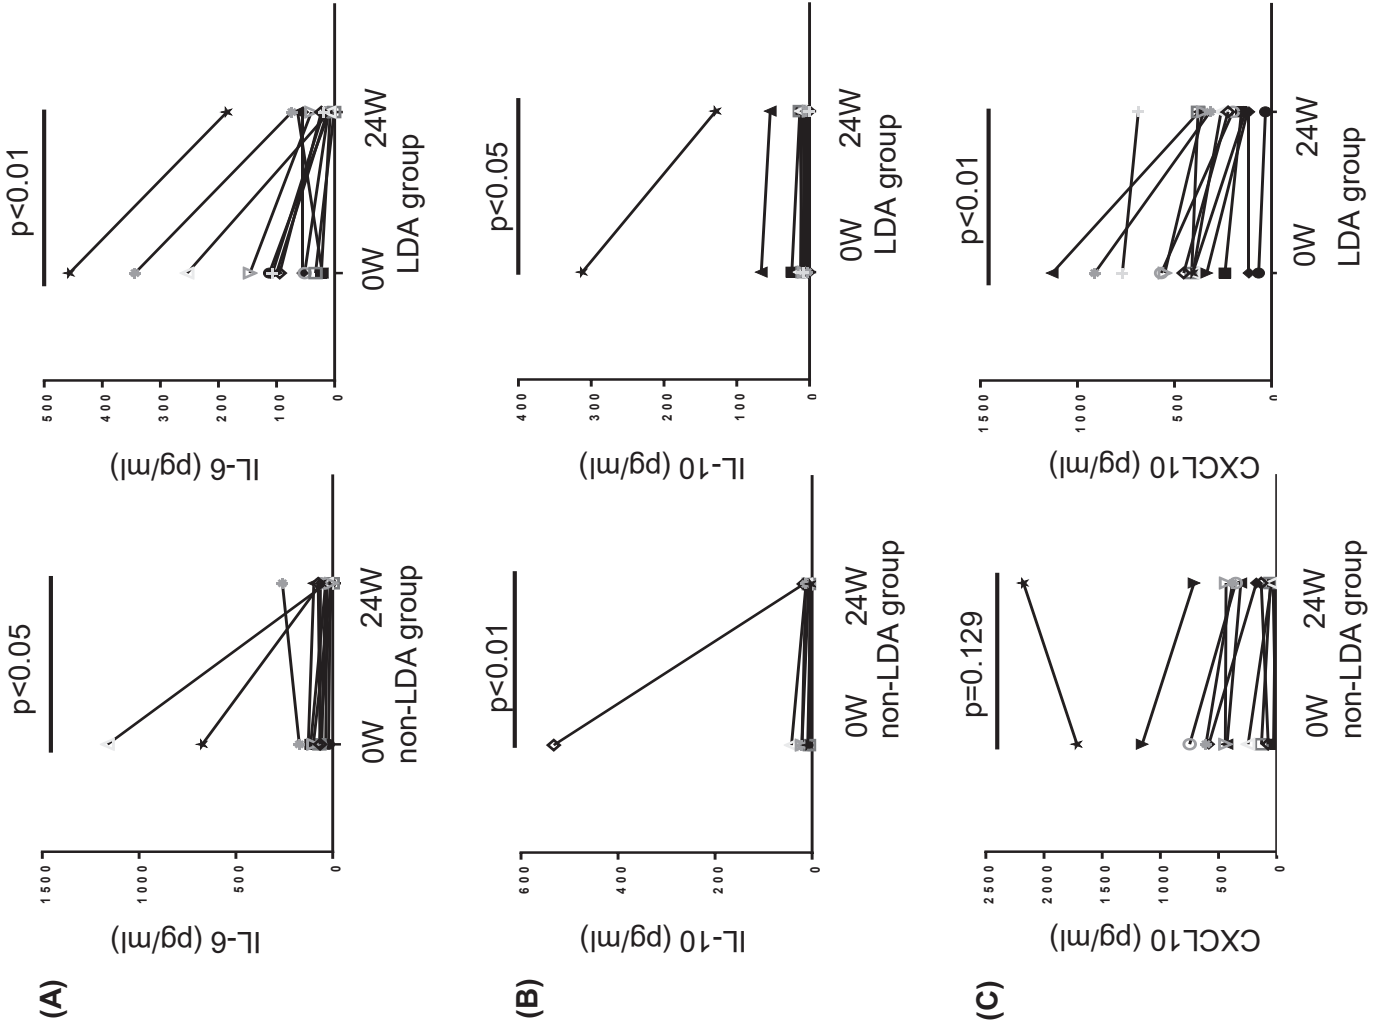 (A)
IL-6 (pg/ml)
1500
1000
500
0
p<0.05
0W
24W
non-LDA group
IL-6 (pg/ml)
500
400
300
200
100
0
p<0.01
0W
24W
LDA group
(B)
IL-10 (pg/ml)
600
400
200
0
p<0.01
0W
24W
non-LDA group
IL-10 (pg/ml)
400
300
200
100
0
p<0.05
0W
24W
LDA group
(C)
CXCL10 (pg/ml)
2500
2000
1500
1000
500
0
p=0.129
0W
24W
non-LDA group
CXCL10 (pg/ml)
1500
1000
500
0
p<0.01
0W
24W
LDA group